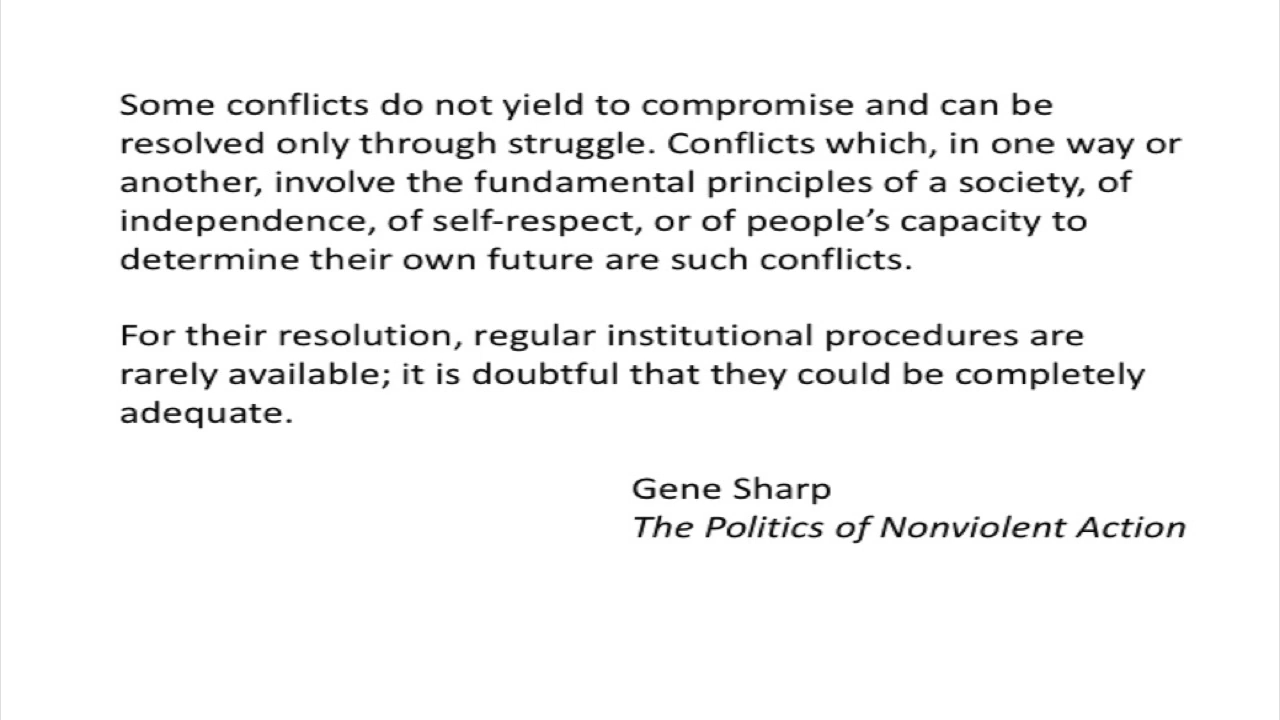 Some conflicts do not yield to compromise and can be
resolved only through struggle. Conflicts which, in one way or
another, involve the fundamental principles of a society, of
independence, of self-respect, or of people’s capacity to
determine their own future are such conflicts.
For their resolution, regular institutional procedures are
rarely available; it is doubtful that they could be completely
adequate.
Gene Sharp
The Politics of Nonviolent Action